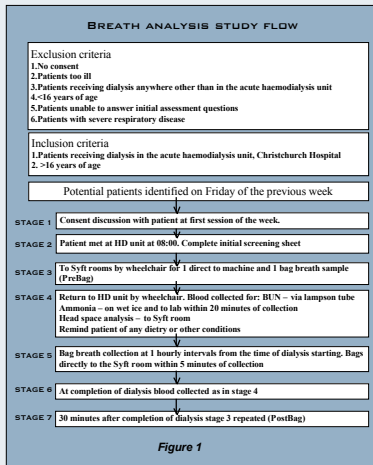 BREATH ANALYSIS STUDY FLOW
Exclusion criteria
1.No consent
2.Patients too ill
3.Patients receiving dialysis anywhere other than in the acute haemodialysis unit
4.<16 years of age
5.Patients unable to answer initial assessment questions
6.Patients with severe respiratory disease
Inclusion criteria
1.Patients receiving dialysis in the acute haemodialysis unit, Christchurch Hospital
2. >16 years of age
Potential patients identified on Friday of the previous week
STAGE 1 Consent discussion with patient at first session of the week.
STAGE 2 Patient met at HD unit at 08:00. Complete initial screening sheet
STAGE 3 To Syft rooms by wheelchair for 1 direct to machine and 1 bag breath sample
(PreBag)
STAGE 4 Return to HD unit by wheelchair. Blood collected for: BUN – via lampson tube
Ammonia – on wet ice and to lab within 20 minutes of collection
Head space analysis – to Syft room
Remind patient of any dietry or other conditions
STAGE 5 Bag breath collection at 1 hourly intervals from the time of dialysis starting. Bags
directly to the Syft room within 5 minutes of collection
STAGE 6 At completion of dialysis blood collected as in stage 4
STAGE 7 30 minutes after completion of dialysis stage 3 repeated (PostBag)
Figure 1